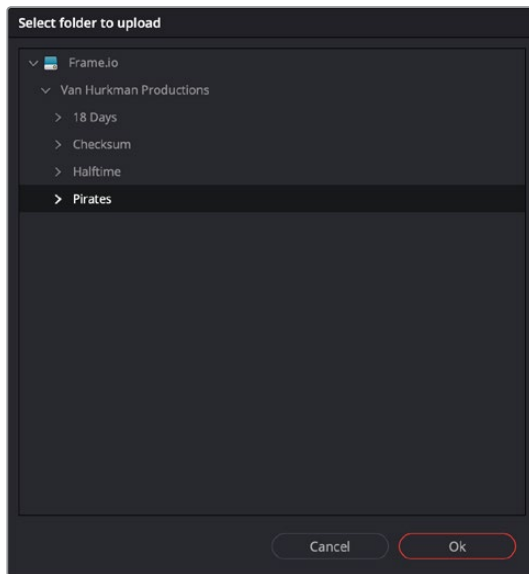 Select folder to upload
Frame.io
Van Hurkman Productions
18 Days
Checksum
Halftime
Pirates
Cancel Ok